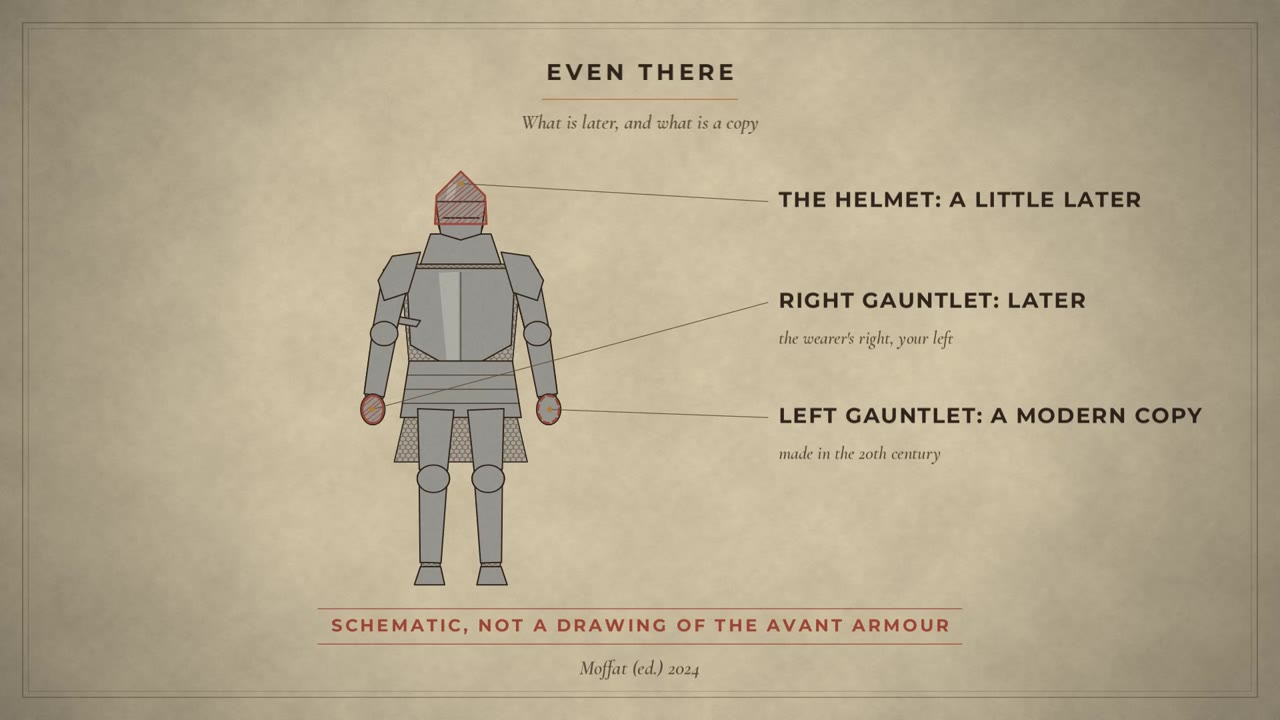 EVEN THERE
What is later, and what is a copy
THE HELMET: A LITTLE LATER
RIGHT GAUNTLET: LATER
the wearer's right, your left
LEFT GAUNTLET: A MODERN COPY
made in the 20th century
SCHEMATIC, NOT A DRAWING OF THE AVANT ARMOUR
Moffat (ed.) 2024